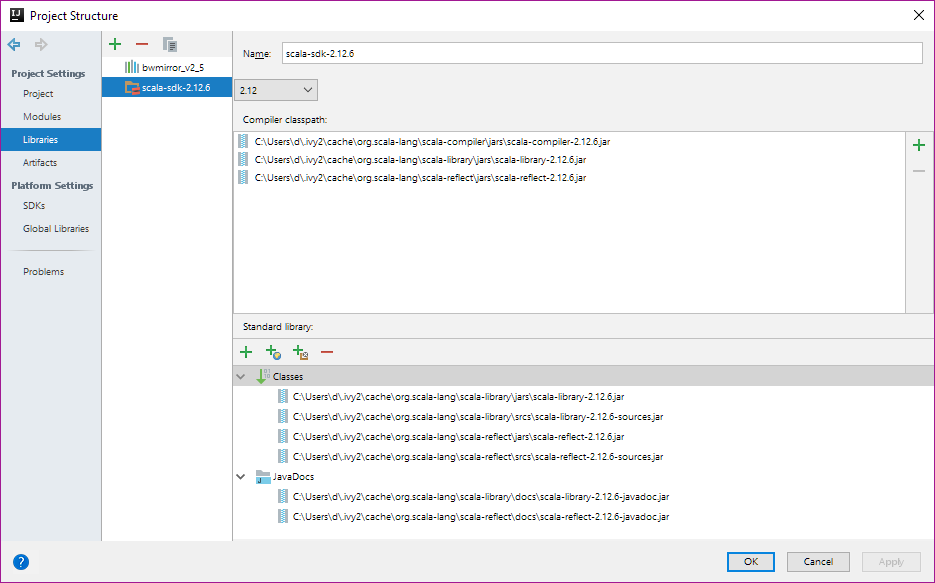 IJ Project Structure
Project Settings
Project
Modules
Libraries
Artifacts
Platform Settings
SDKs
Global Libraries
Problems
bwmirror_v2_5
scala-sdk-2.12.6
Name: scala-sdk-2.12.6
2.12
Compiler classpath:
C:\Users\d\.ivy2\cache\org.scala-lang\scala-compiler\jars\scala-compiler-2.12.6.jar
C:\Users\d\.ivy2\cache\org.scala-lang\scala-library\jars\scala-library-2.12.6.jar
C:\Users\d\.ivy2\cache\org.scala-lang\scala-reflect\jars\scala-reflect-2.12.6.jar
Standard library:
Classes
C:\Users\d\.ivy2\cache\org.scala-lang\scala-library\jars\scala-library-2.12.6.jar
C:\Users\d\.ivy2\cache\org.scala-lang\scala-library\srcs\scala-library-2.12.6-sources.jar
C:\Users\d\.ivy2\cache\org.scala-lang\scala-reflect\jars\scala-reflect-2.12.6.jar
C:\Users\d\.ivy2\cache\org.scala-lang\scala-reflect\srcs\scala-reflect-2.12.6-sources.jar
JavaDocs
C:\Users\d\.ivy2\cache\org.scala-lang\scala-library\docs\scala-library-2.12.6-javadoc.jar
C:\Users\d\.ivy2\cache\org.scala-lang\scala-reflect\docs\scala-reflect-2.12.6-javadoc.jar
? OK Cancel Apply